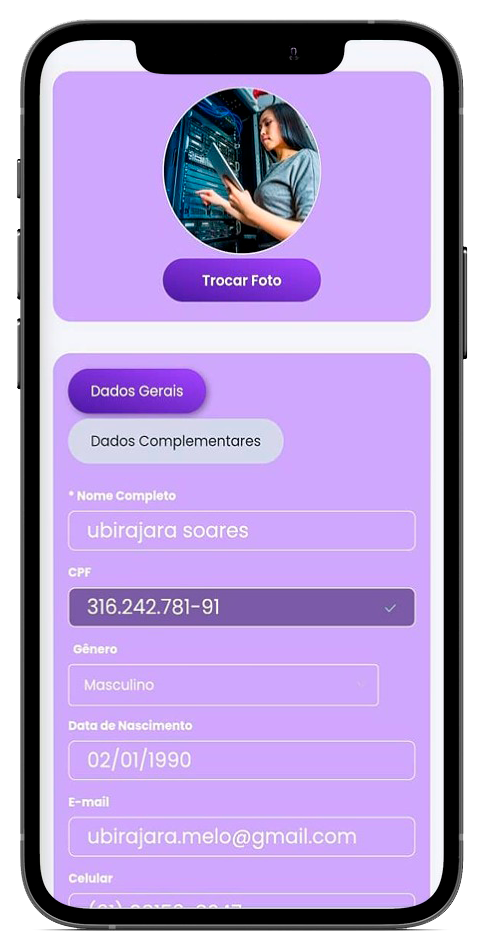 Trocar Foto
Dados Gerais
Dados Complementares
* Nome Completo
ubirajara soares
CPF
316.242.781-91
Gênero
Masculino
Data de Nascimento
02/01/1990
E-mail
ubirajara.melo@gmail.com
Celular